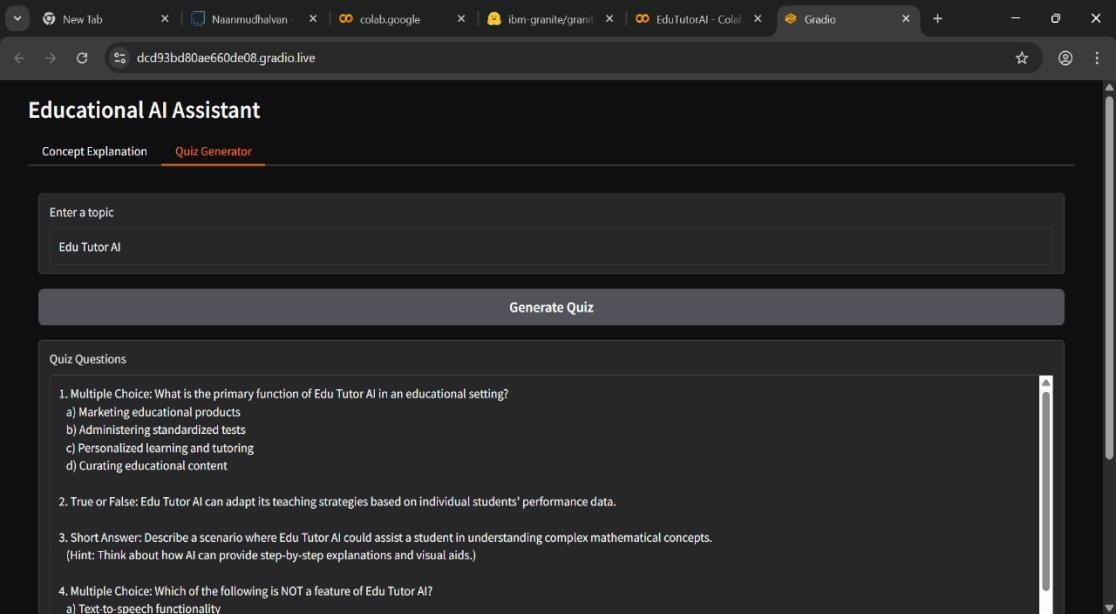 New Tab
Naanmudhalvan -
colab.google
ibm-granite/granit
EduTutorAI - Colal
Gradio
dcd93bd80ae660de08.gradio.live
Educational AI Assistant
Concept Explanation
Quiz Generator
Enter a topic
Edu Tutor AI
Generate Quiz
Quiz Questions
1. Multiple Choice: What is the primary function of Edu Tutor AI in an educational setting?
a) Marketing educational products
b) Administering standardized tests
c) Personalized learning and tutoring
d) Curating educational content
2. True or False: Edu Tutor AI can adapt its teaching strategies based on individual students' performance data.
3. Short Answer: Describe a scenario where Edu Tutor AI could assist a student in understanding complex mathematical concepts.
(Hint: Think about how AI can provide step-by-step explanations and visual aids.)
4. Multiple Choice: Which of the following is NOT a feature of Edu Tutor AI?
a) Text-to-speech functionality